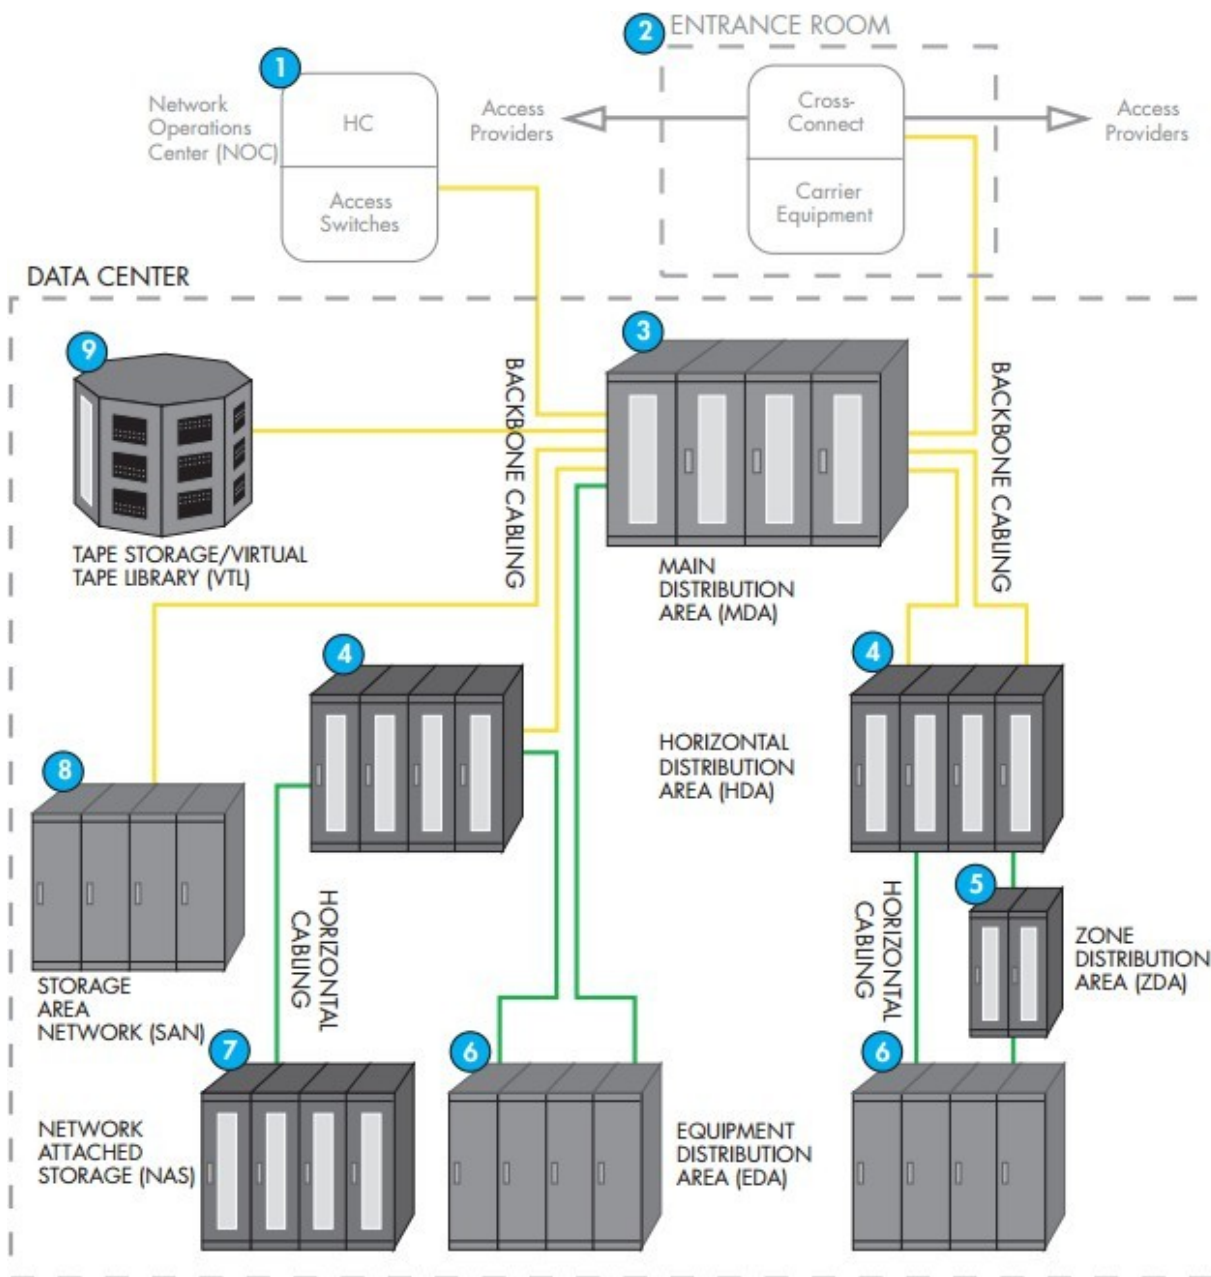 2
ENTRANCE ROOM
1
Network
Operations
Center (NOC)
HC
Access
Switches
Access
Providers
Cross-
Connect
Carrier
Equipment
Access
Providers
DATA CENTER
9
TAPE STORAGE/VIRTUAL
TAPE LIBRARY (VTL)
BACKBONE CABLING
3
MAIN
DISTRIBUTION
AREA (MDA)
BACKBONE CABLING
4
4
HORIZONTAL
DISTRIBUTION
AREA (HDA)
8
STORAGE
AREA
NETWORK (SAN)
HORIZONTAL
CABLING
HORIZONTAL
CABLING
5
ZONE
DISTRIBUTION
AREA (ZDA)
7
NETWORK
ATTACHED
STORAGE (NAS)
6
EQUIPMENT
DISTRIBUTION
AREA (EDA)
6